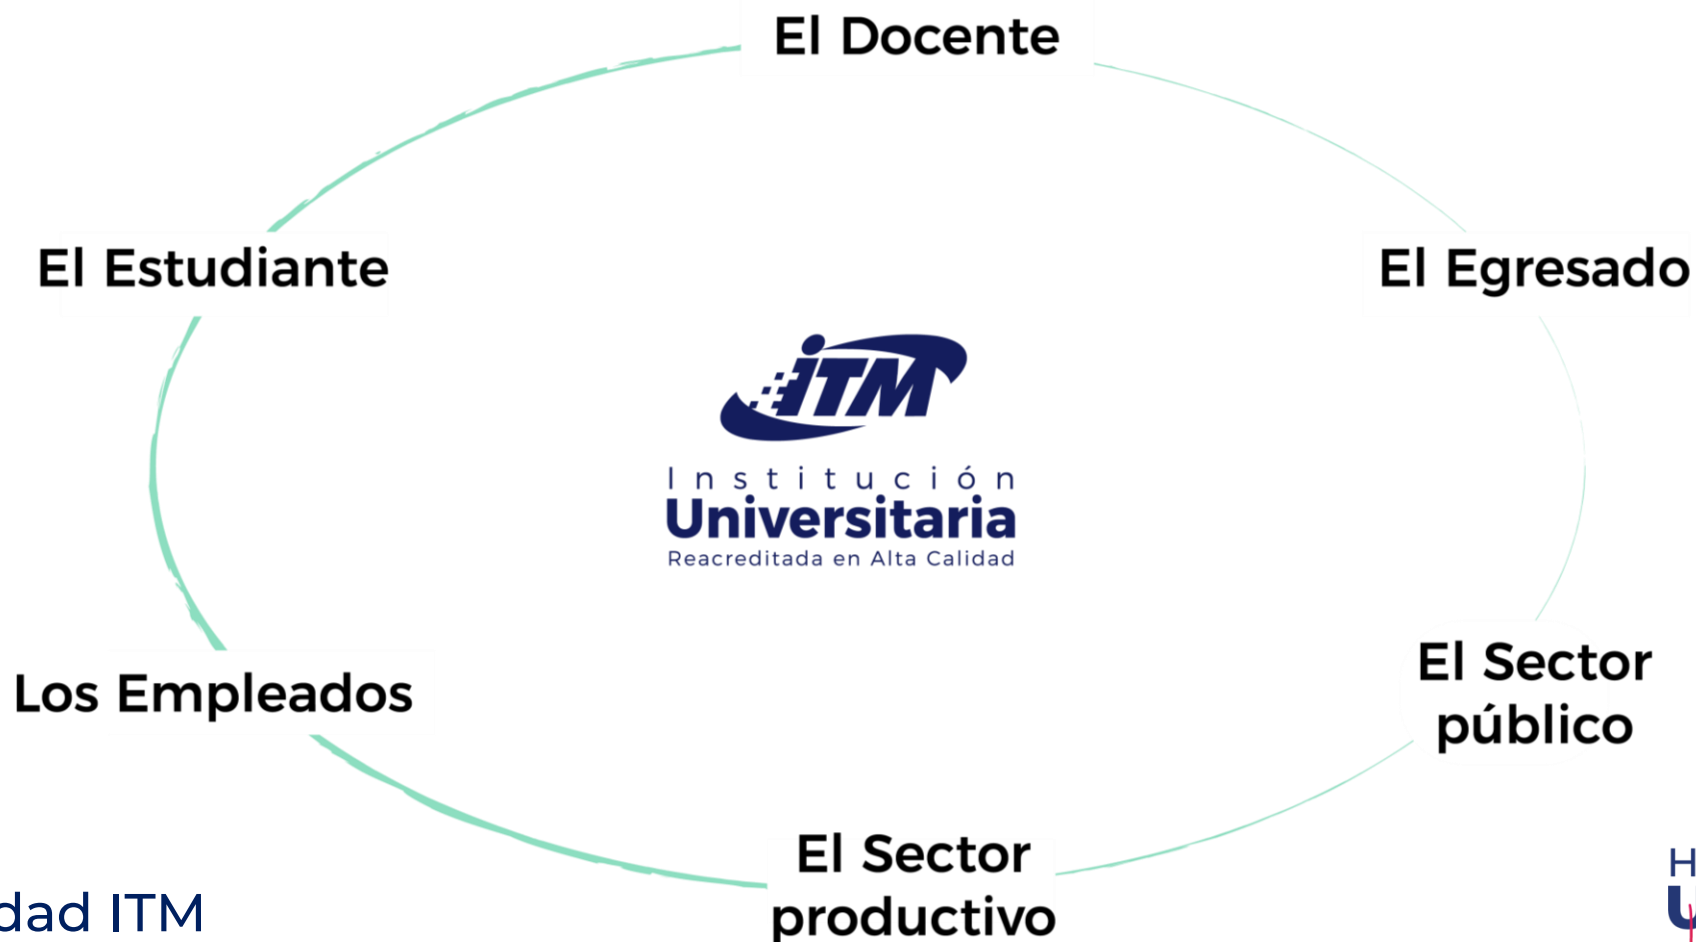 El Docente
El Estudiante
El Egresado
iTM
Institución
Universitaria
Reacreditada en Alta Calidad
Los Empleados
El Sector
público
El Sector
productivo
dad ITM